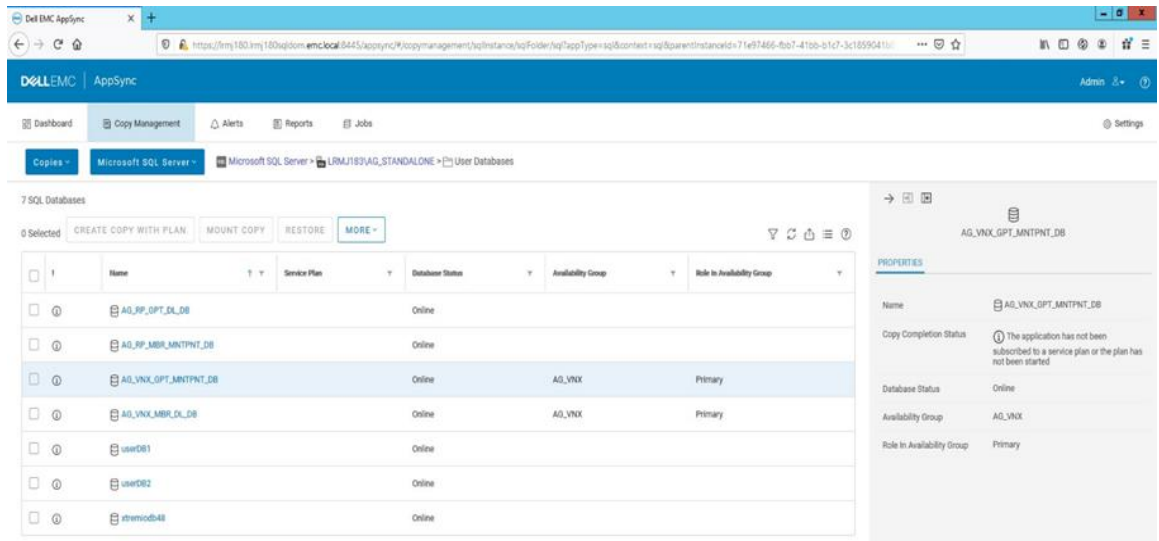 Dell EMC AppSync
https://lrmj180.lrmj180sqldom.emc.local:8445/appsync/#/copymanagement/sqlInstance/sqlFolder/sql?appType=sql&context=sql&parentInstanceId=71e97466-fbb7-41bb-b1c7-3c1859041b
DELLEMC | AppSync
Admin
Dashboard Copy Management Alerts Reports Jobs Settings
Copies Microsoft SQL Server Microsoft SQL Server > LRMJ183\AG_STANDALONE > User Databases
7 SQL Databases
0 Selected CREATE COPY WITH PLAN MOUNT COPY RESTORE MORE
! Name Service Plan Database Status Availability Group Role In Availability Group
AG_RP_GPT_DL_DB Online
AG_RP_MBR_MNTPNT_DB Online
AG_VNX_GPT_MNTPNT_DB Online AG_VNX Primary
AG_VNX_MBR_DL_DB Online AG_VNX Primary
userDB1 Online
userDB2 Online
xtremiodb48 Online
AG_VNX_GPT_MNTPNT_DB
PROPERTIES
Name AG_VNX_GPT_MNTPNT_DB
Copy Completion Status The application has not been
subscribed to a service plan or the plan has
not been started
Database Status Online
Availability Group AG_VNX
Role In Availability Group Primary